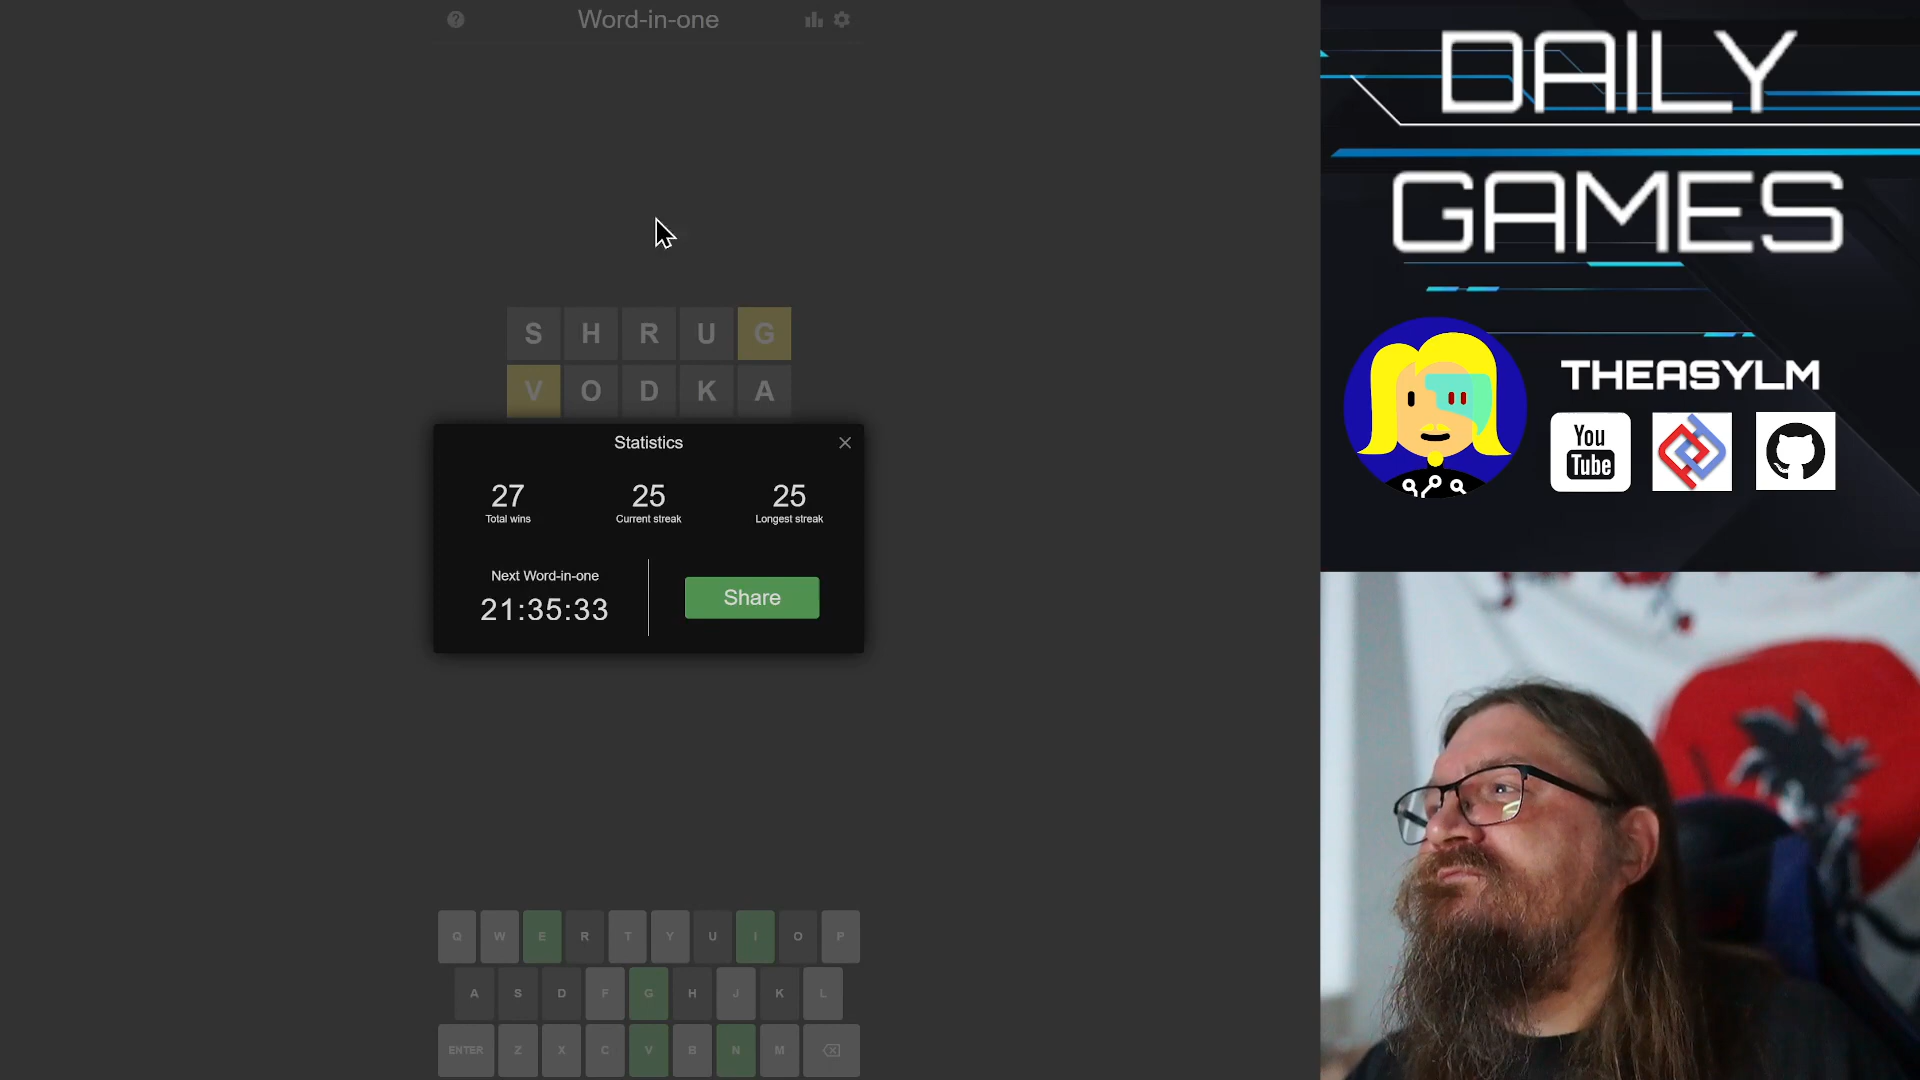 Word-in-one
DAILY
GAMES
S H R U G
V O D K A
THEASYLM
You
Tube
Statistics
27 25 25
Total wins Current streak Longest streak
Next Word-in-one
21:35:33
Share
Q W E R T Y U I O P
A S D F G H J K L
ENTER Z X C V B N M